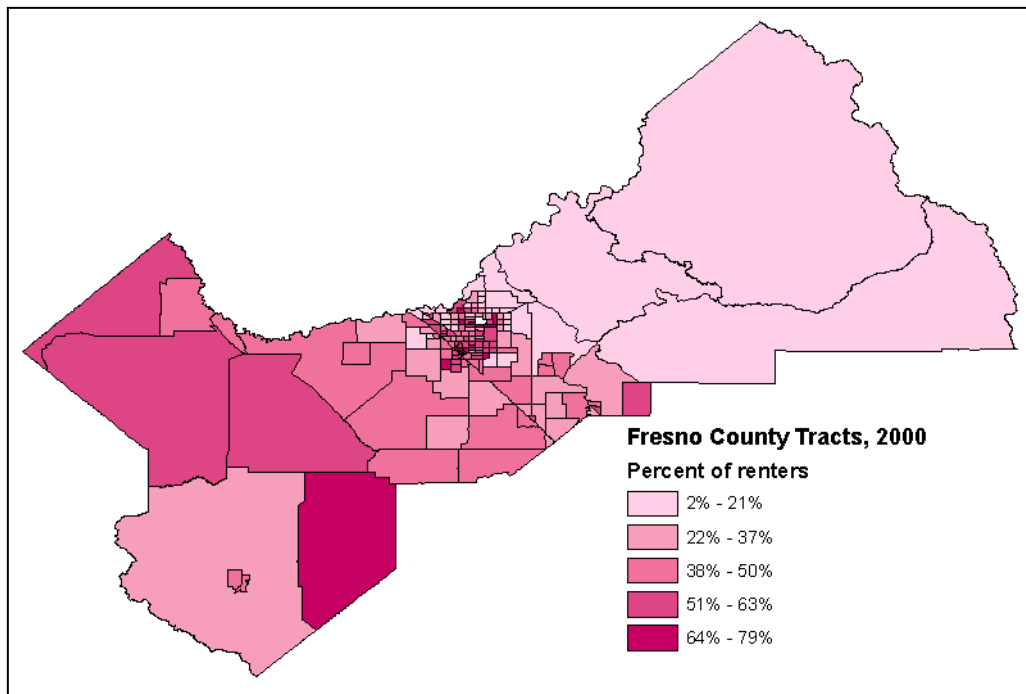 Fresno County Tracts, 2000
Percent of renters
2% - 21%
22% - 37%
38% - 50%
51% - 63%
64% - 79%